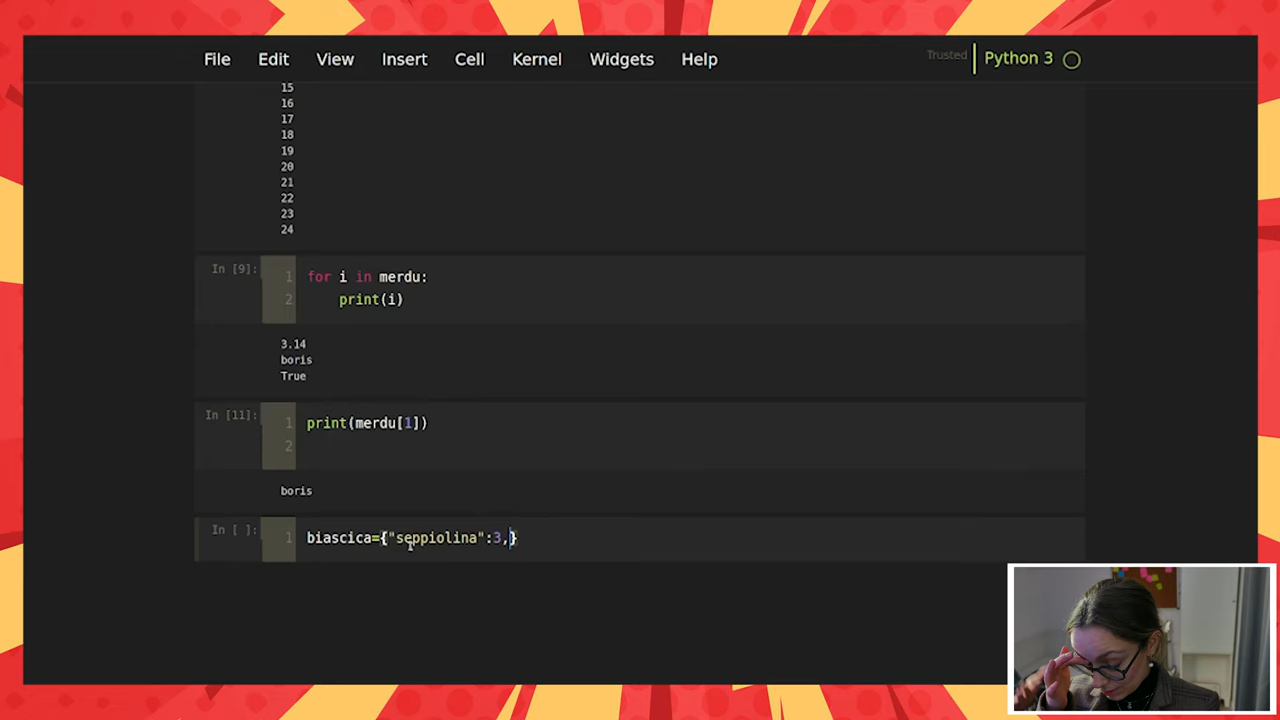 File Edit View Insert Cell Kernel Widgets Help Trusted Python 3
15
16
17
18
19
20
21
22
23
24
In [9]: 1 for i in merdu:
2 print(i)
3.14
boris
True
In [11]: 1 print(merdu[1])
2
boris
In [ ]: 1 biascica={"seppiolina":3,}